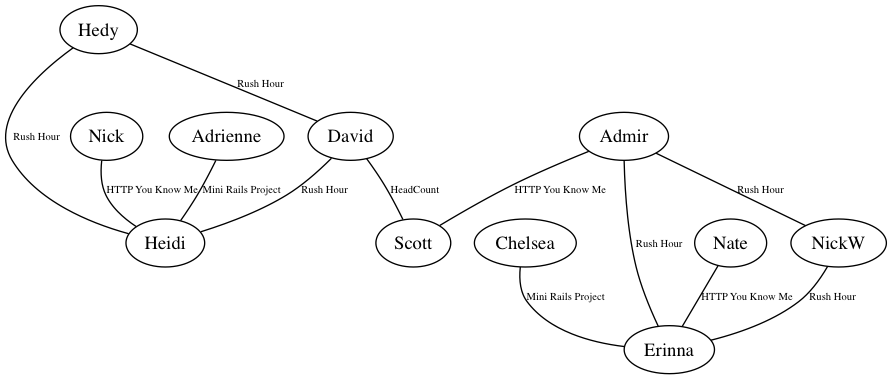 Hedy
Rush Hour
Nick
Adrienne
David
Admir
Rush Hour
HTTP You Know Me
Mini Rails Project
Rush Hour
HeadCount
HTTP You Know Me
Rush Hour
Heidi
Scott
Chelsea
Rush Hour
Nate
NickW
Mini Rails Project
HTTP You Know Me
Rush Hour
Erinna